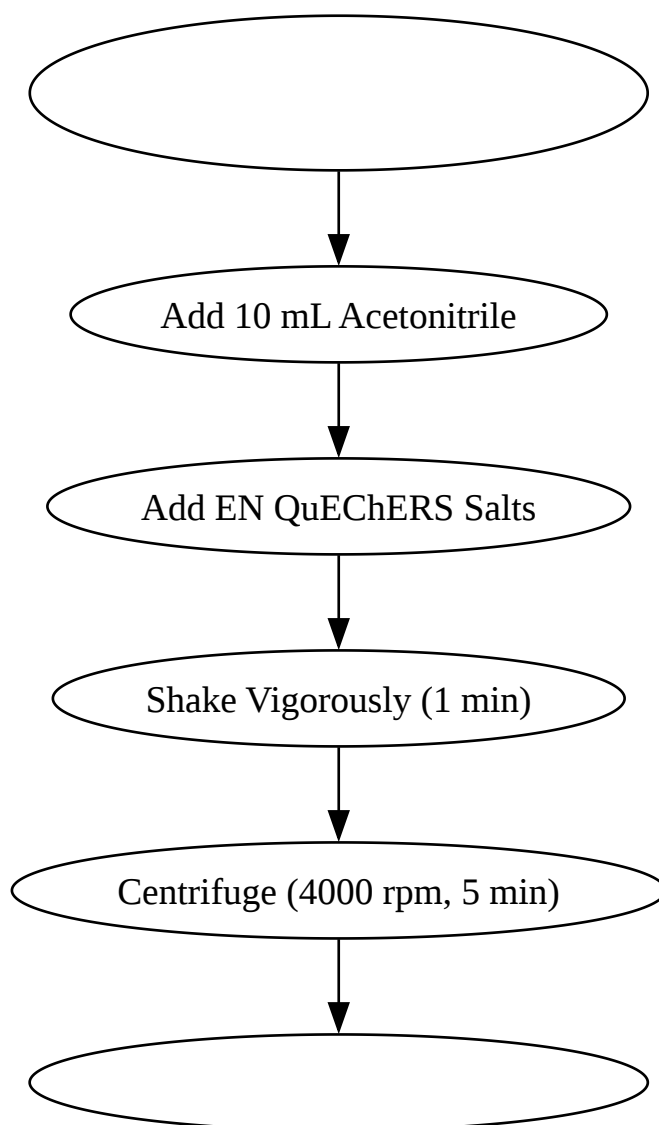 Add 10 mL Acetonitrile
Add EN QuEChERS Salts
Shake Vigorously (1 min)
Centrifuge (4000 rpm, 5 min)